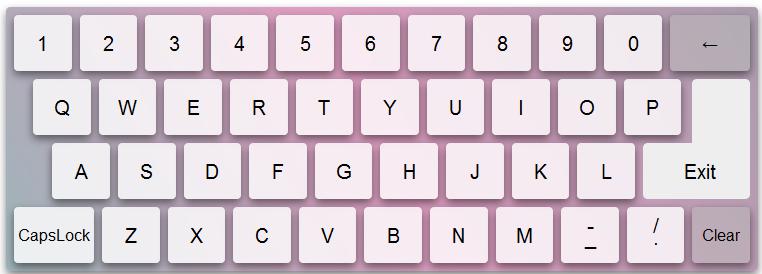 1 2 3 4 5 6 7 8 9 0 ←
Q W E R T Y U I O P
A S D F G H J K L Exit
CapsLock Z X C V B N M - _ / . Clear